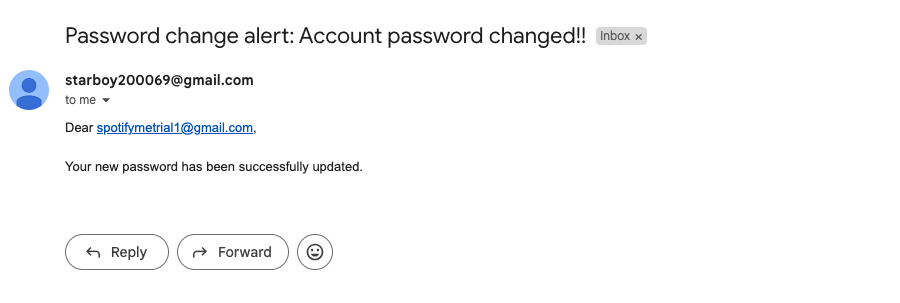 Password change alert: Account password changed!! Inbox ×
starboy200069@gmail.com
to me
Dear spotifymetrial1@gmail.com,
Your new password has been successfully updated.
Reply Forward